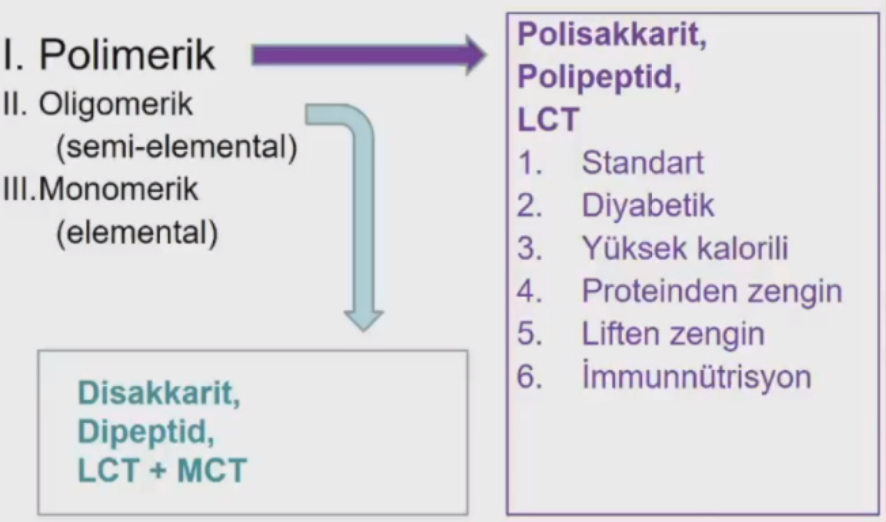 I. Polimerik
II. Oligomerik
(semi-elemental)
III.Monomerik
(elemental)
Polisakkarit,
Polipeptid,
LCT
1. Standart
2. Diyabetik
3. Yüksek kalorili
4. Proteinden zengin
5. Liften zengin
6. İmmunnütrisyon
Disakkarit,
Dipeptid,
LCT + MCT